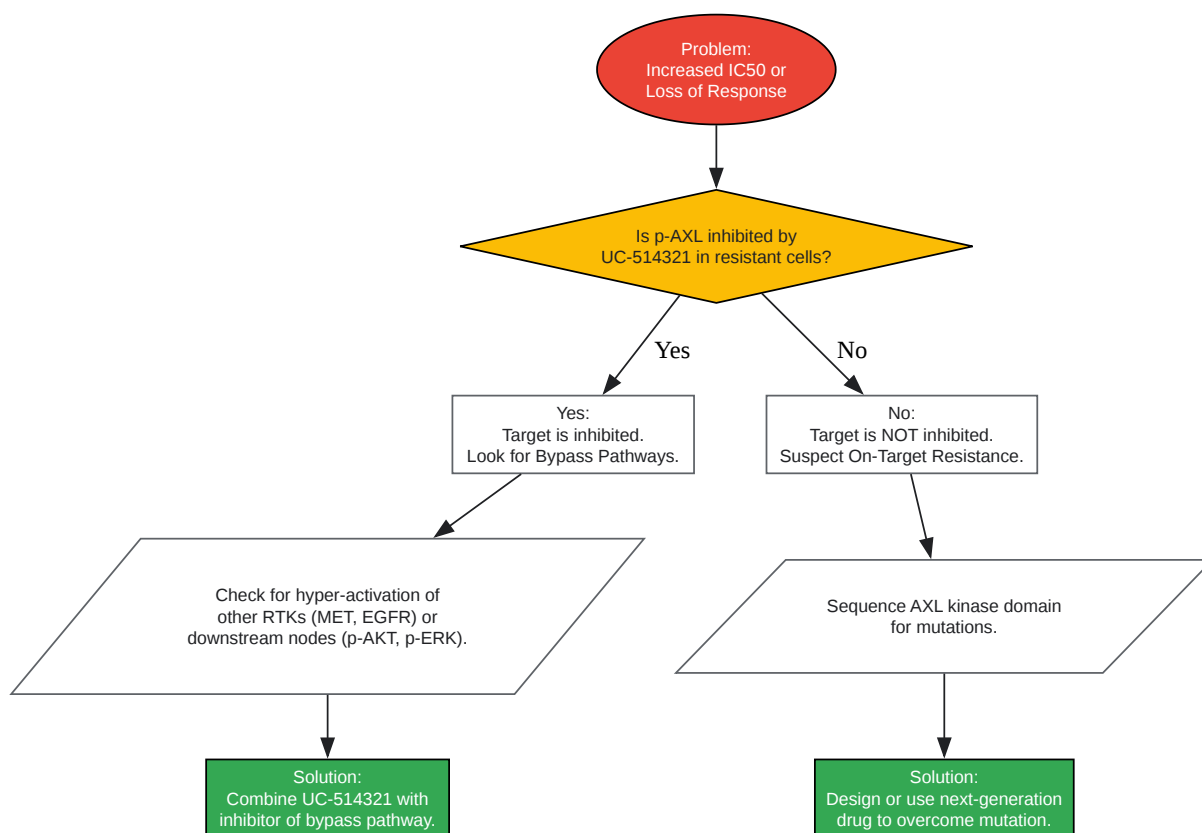 Problem:
Increased IC50 or
Loss of Response
Is p-AXL inhibited by
UC-514321 in resistant cells?
Yes
No
Yes:
Target is inhibited.
Look for Bypass Pathways.
No:
Target is NOT inhibited.
Suspect On-Target Resistance.
Check for hyper-activation of
other RTKs (MET, EGFR) or
downstream nodes (p-AKT, p-ERK).
Sequence AXL kinase domain
for mutations.
Solution:
Combine UC-514321 with
inhibitor of bypass pathway.
Solution:
Design or use next-generation
drug to overcome mutation.